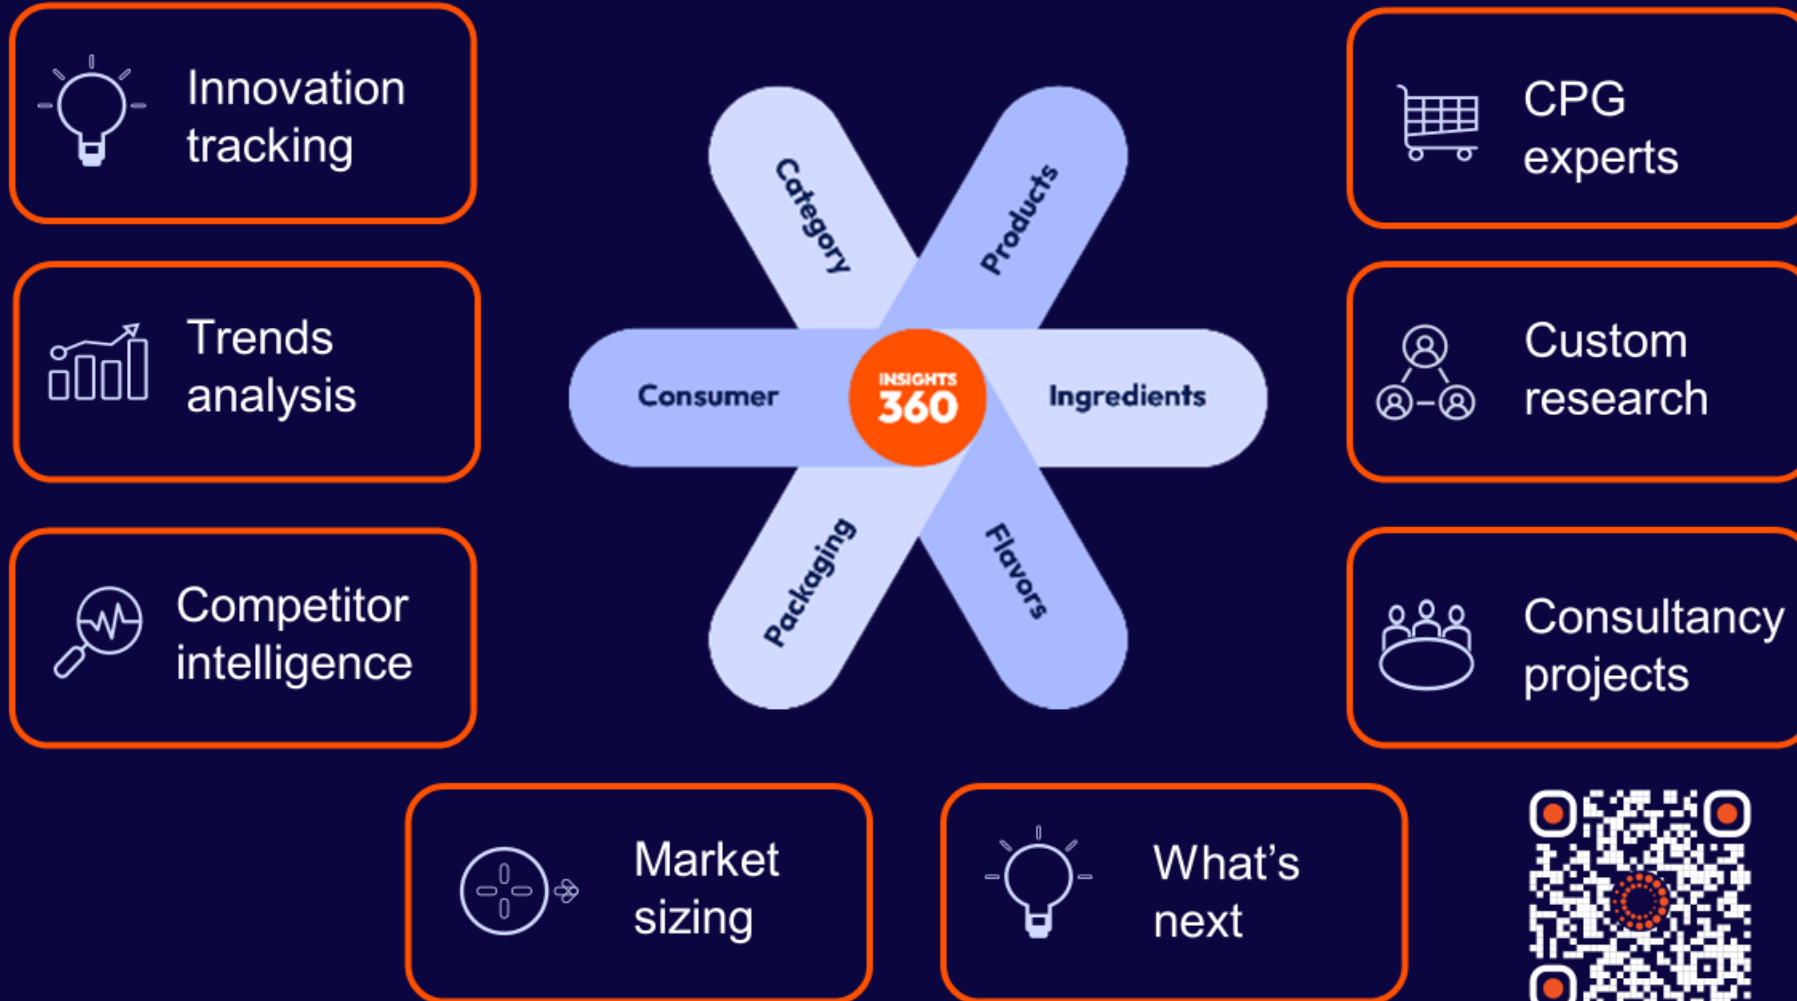 Innovation
tracking
Trends
analysis
Competitor
intelligence
Category
Products
Consumer
INSIGHTS
360
Ingredients
Packaging
Flavors
CPG
experts
Custom
research
Consultancy
projects
Market
sizing
What’s
next